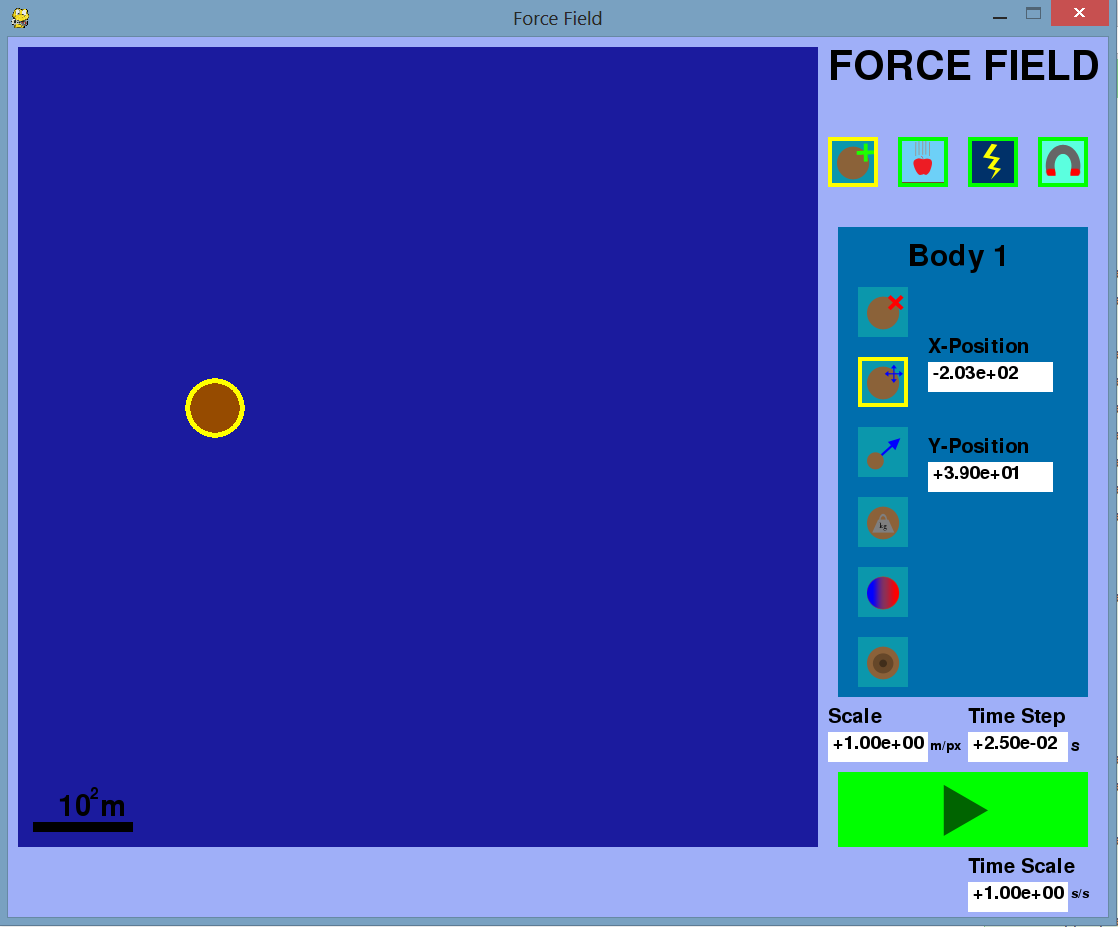 Force Field
FORCE FIELD
Body 1
X-Position
-2.03e+02
Y-Position
+3.90e+01
kg
Scale
Time Step
+1.00e+00 m/px
+2.50e-02 s
10²m
Time Scale
+1.00e+00 s/s